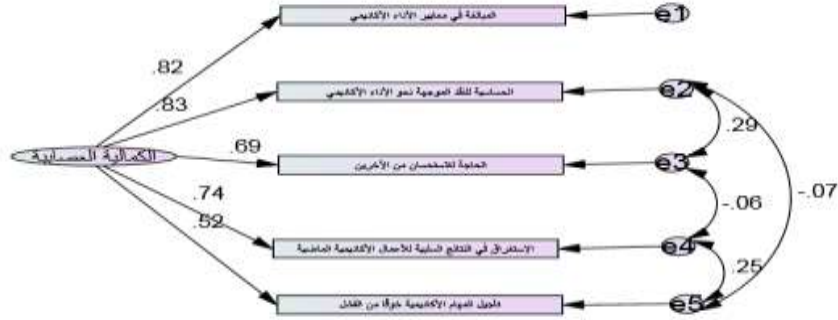 المبالغة في معايير الأداء الأكاديمي
e1
.82
الحساسية للنقد الموجهة نحو الأداء الأكاديمي
e2
.83
.29
الكمالية العصابية
.69
الحاجة للاستحسان من الآخرين
e3
.74
-.06
-.07
.52
الاستغراق في النتائج السلبية للأعمال الأكاديمية الماضية
e4
.25
تأجيل المهام الأكاديمية خوفًا من الفشل
e5